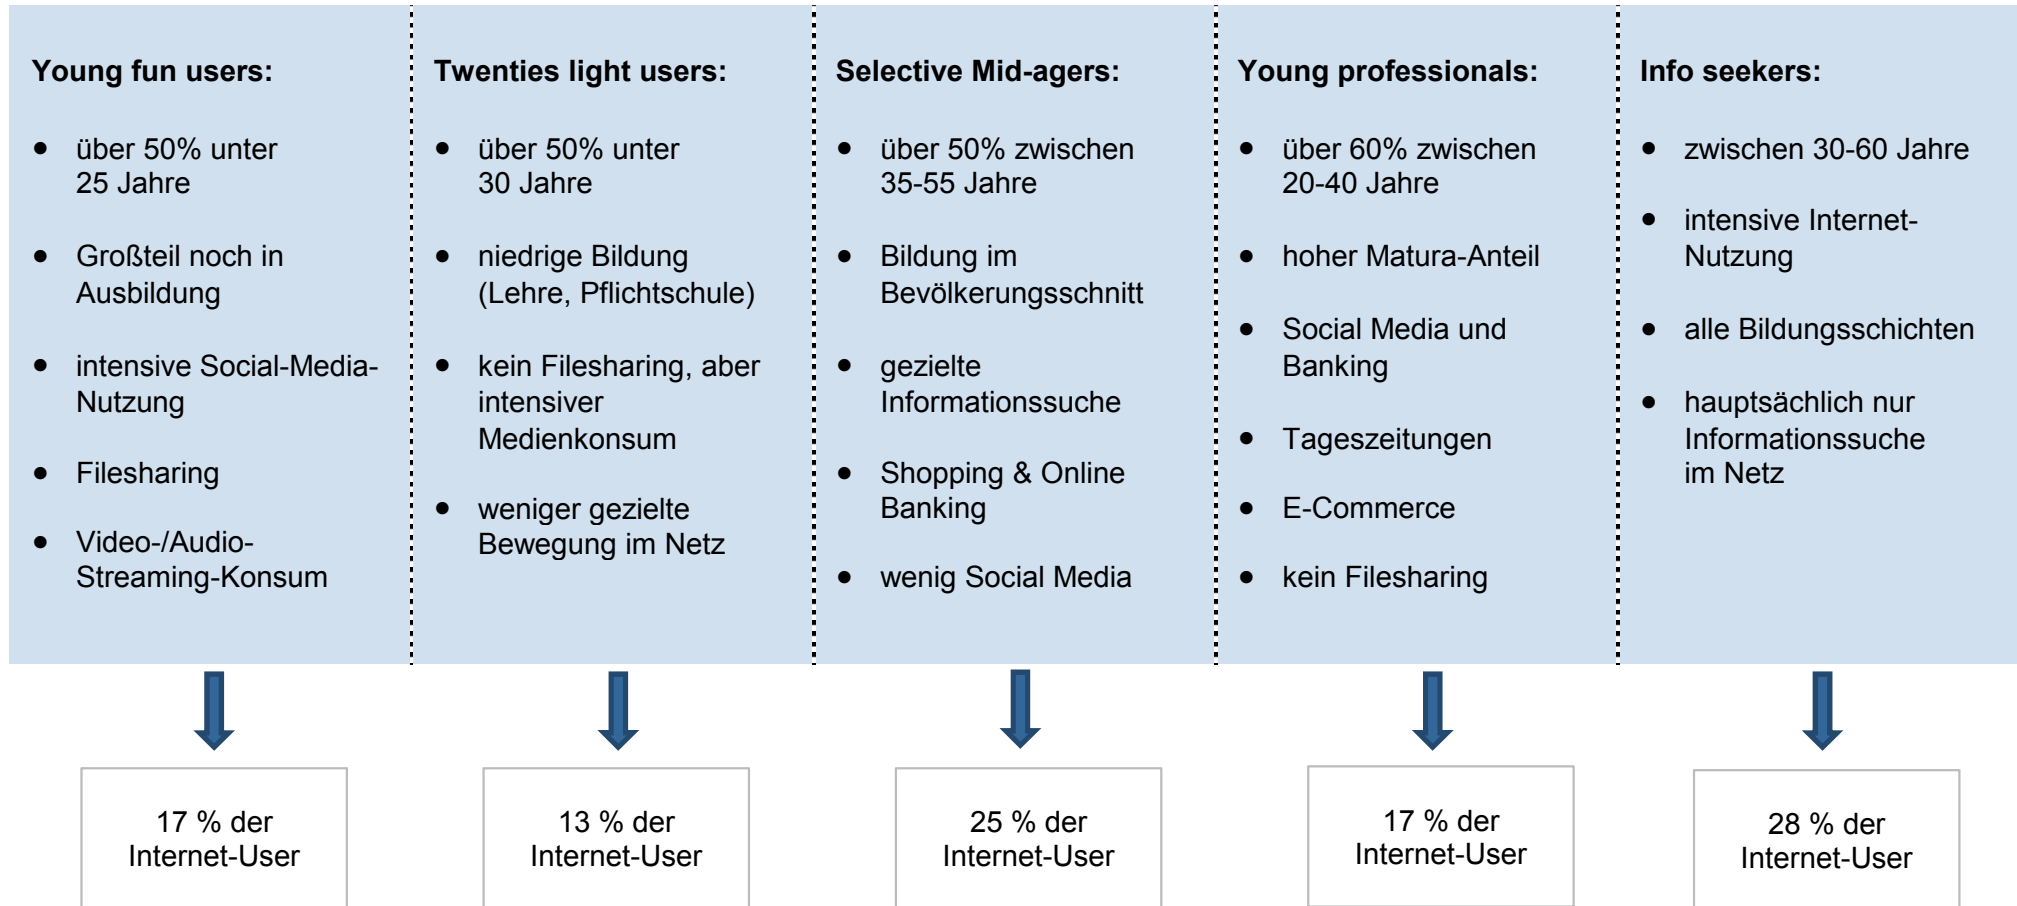 Young fun users:
• über 50% unter
25 Jahre
• Großteil noch in
Ausbildung
• intensive Social-Media-
Nutzung
• Filesharing
• Video-/Audio-
Streaming-Konsum
17 % der
Internet-User
Twenties light users:
• über 50% unter
30 Jahre
• niedrige Bildung
(Lehre, Pflichtschule)
• kein Filesharing, aber
intensiver
Medienkonsum
• weniger gezielte
Bewegung im Netz
13 % der
Internet-User
Selective Mid-agers:
• über 50% zwischen
35-55 Jahre
• Bildung im
Bevölkerungsschnitt
• gezielte
Informationssuche
• Shopping & Online
Banking
• wenig Social Media
25 % der
Internet-User
Young professionals:
• über 60% zwischen
20-40 Jahre
• hoher Matura-Anteil
• Social Media und
Banking
• Tageszeitungen
• E-Commerce
• kein Filesharing
17 % der
Internet-User
Info seekers:
• zwischen 30-60 Jahre
• intensive Internet-
Nutzung
• alle Bildungsschichten
• hauptsächlich nur
Informationssuche
im Netz
28 % der
Internet-User